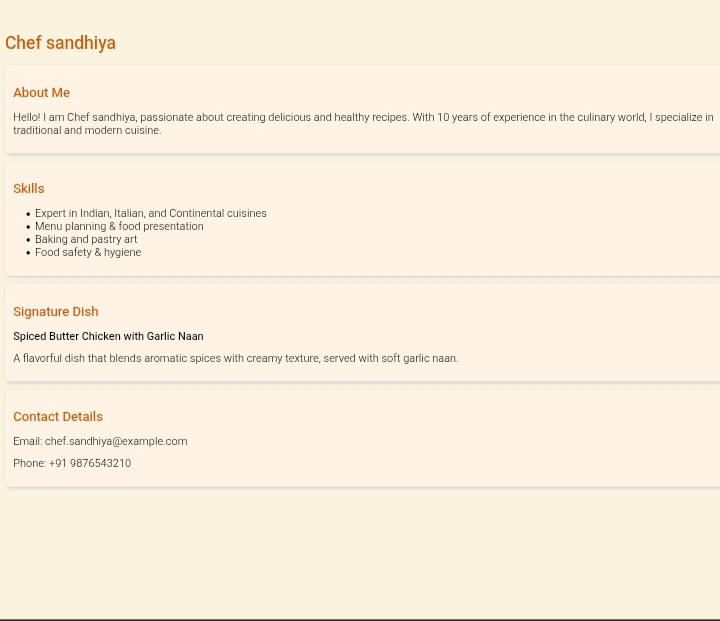 Chef sandhiya
About Me
Hello! I am Chef sandhiya, passionate about creating delicious and healthy recipes. With 10 years of experience in the culinary world, I specialize in
traditional and modern cuisine.
Skills
• Expert in Indian, Italian, and Continental cuisines
• Menu planning & food presentation
• Baking and pastry art
• Food safety & hygiene
Signature Dish
Spiced Butter Chicken with Garlic Naan
A flavorful dish that blends aromatic spices with creamy texture, served with soft garlic naan.
Contact Details
Email: chef.sandhiya@example.com
Phone: +91 9876543210